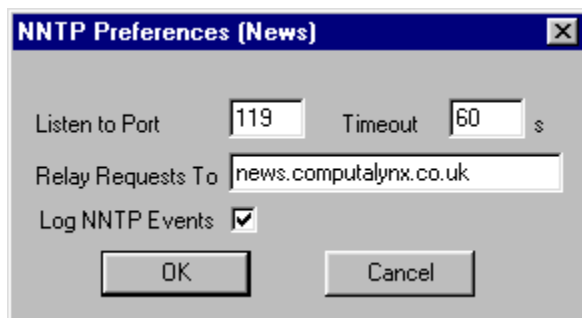 NNTP Preferences (News)
Listen to Port 119 Timeout 60 s
Relay Requests To news.computalynx.co.uk
Log NNTP Events
OK Cancel